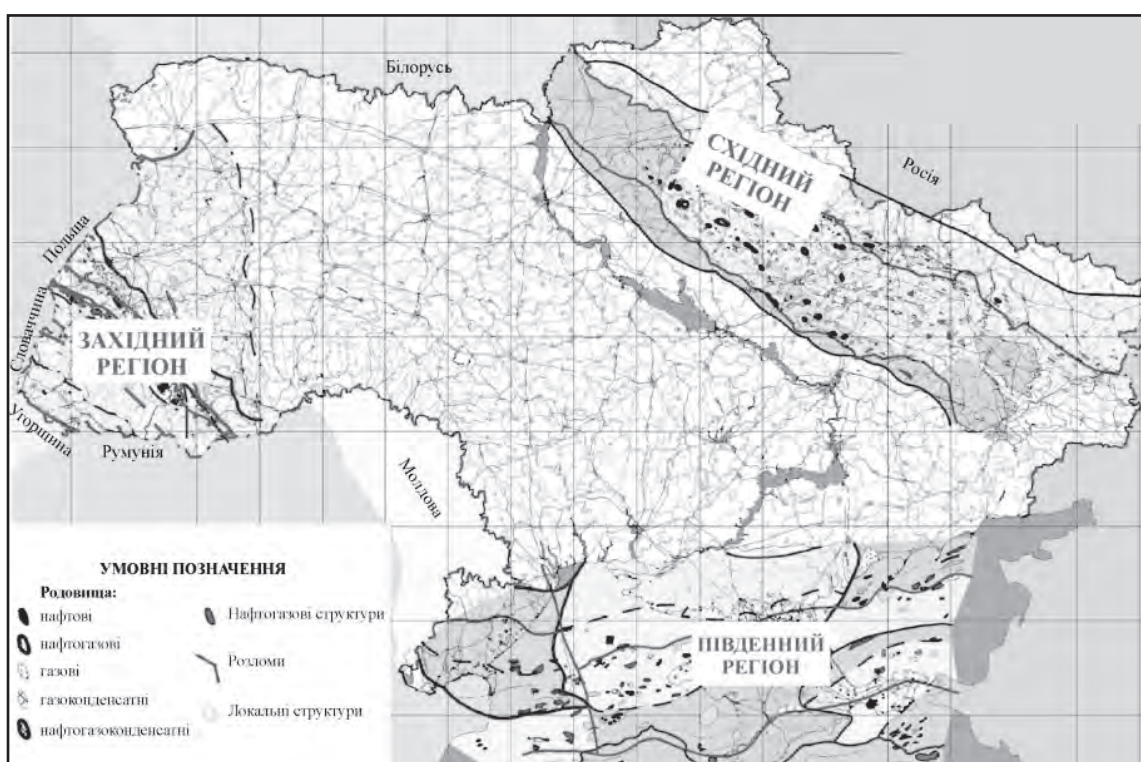 Білорусь
СХІДНИЙ
РЕГІОН
Росія
Польща
Словаччина
ЗАХІДНИЙ
РЕГІОН
Угорщина
Румунія
Молдова
ПІВДЕННИЙ
РЕГІОН
УМОВНІ ПОЗНАЧЕННЯ
Родовища:
нафтові
нафтогазові
газові
газоконденсатні
нафтогазоконденсатні
Нафтогазові структури
Розломи
Локальні структури